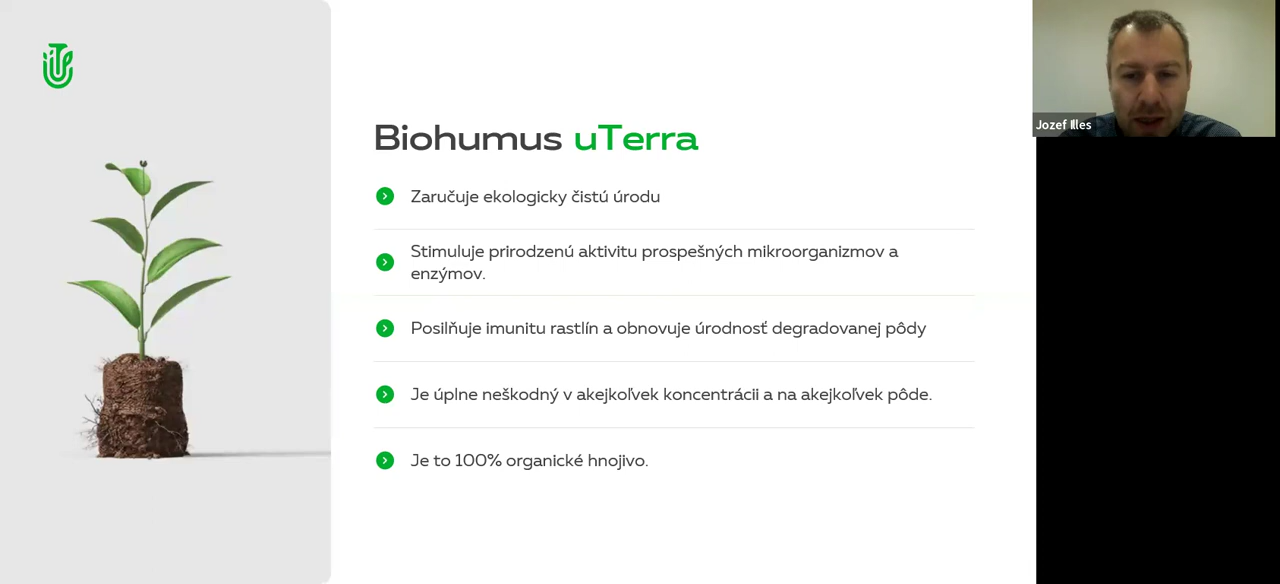 Biohumus uTerra
Zaručuje ekologicky čistú úrodu
Stimuluje prirodzenú aktivitu prospešných mikroorganizmov a
enzýmov.
Posilňuje imunitu rastlín a obnovuje úrodnosť degradovanej pôdy
Je úplne neškodný v akejkoľvek koncentrácii a na akejkoľvek pôde.
Je to 100% organické hnojivo.
Jozef Illes